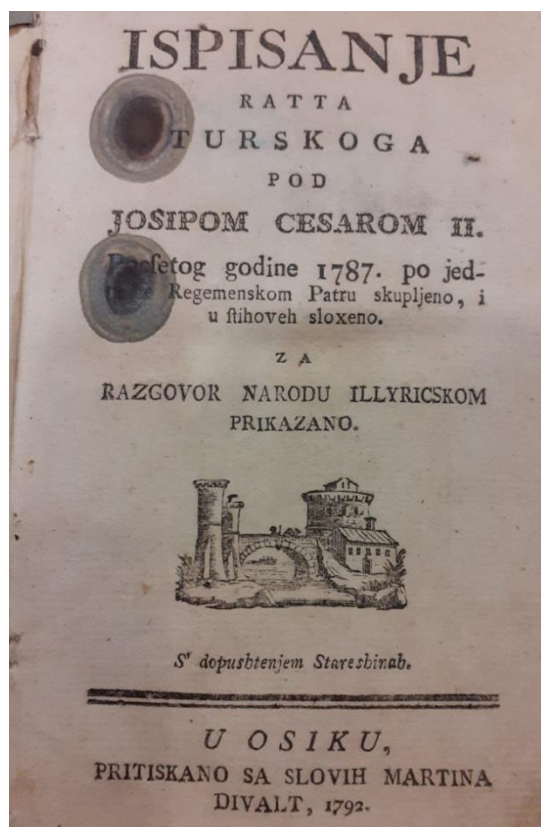 ISPISANJE
RATTA
TURSKOGA
POD
JOSIPOM CESAROM II.
godine 1787. po jed-
Regemenskom Patru skupljeno, i
u ſtihoveh sloxeno.
ZA
RAZGOVOR NARODU ILLYRICSKOM
PRIKAZANO.
S' dopushtenjem Stareshinah.
U OSIKU,
PRITISKANO SA SLOVIH MARTINA
DIVALT, 1792.